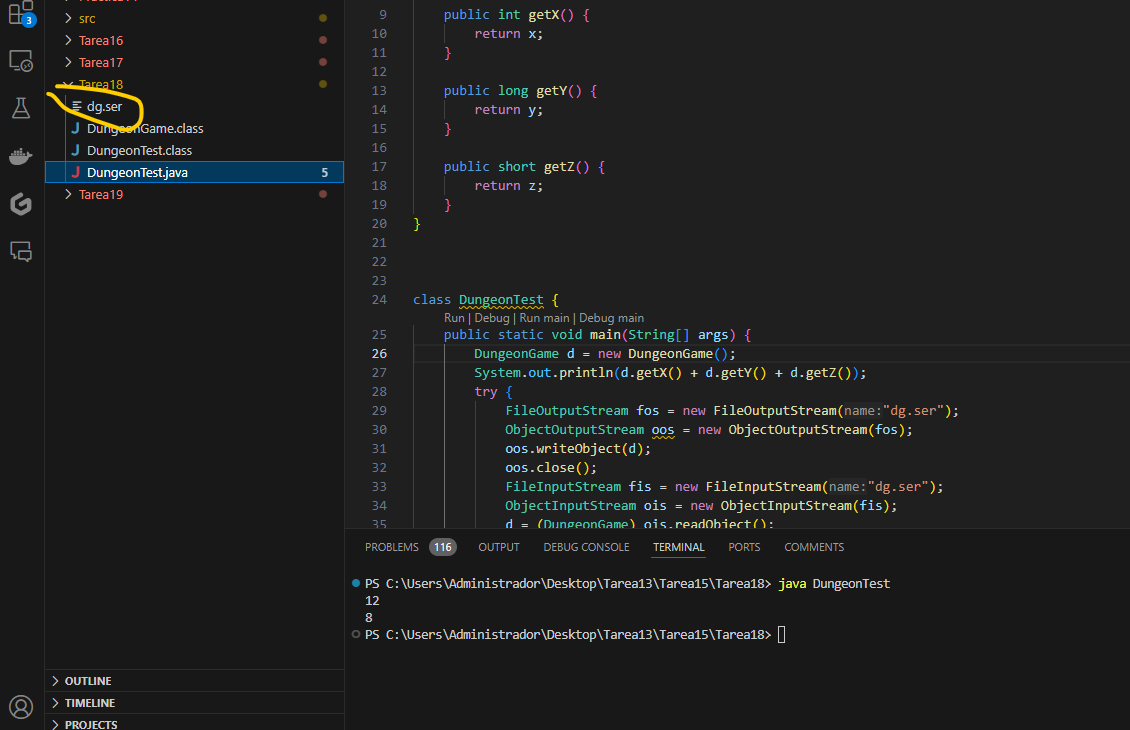 3
src
Tarea16
Tarea17
Tarea18
dg.ser
DungeonGame.class
DungeonTest.class
DungeonTest.java 5
Tarea19
OUTLINE
TIMELINE
PROJECTS
9 public int getX() {
10 return x;
11 }
12
13 public long getY() {
14 return y;
15 }
16
17 public short getZ() {
18 return z;
19 }
20 }
21
22
23
24 class DungeonTest {
Run | Debug | Run main | Debug main
25 public static void main(String[] args) {
26 DungeonGame d = new DungeonGame();
27 System.out.println(d.getX() + d.getY() + d.getZ());
28 try {
29 FileOutputStream fos = new FileOutputStream(name:"dg.ser");
30 ObjectOutputStream oos = new ObjectOutputStream(fos);
31 oos.writeObject(d);
32 oos.close();
33 FileInputStream fis = new FileInputStream(name:"dg.ser");
34 ObjectInputStream ois = new ObjectInputStream(fis);
35 d = (DungeonGame) ois.readObject();
PROBLEMS 116 OUTPUT DEBUG CONSOLE TERMINAL PORTS COMMENTS
PS C:\Users\Administrador\Desktop\Tarea13\Tarea15\Tarea18> java DungeonTest
12
8
PS C:\Users\Administrador\Desktop\Tarea13\Tarea15\Tarea18>